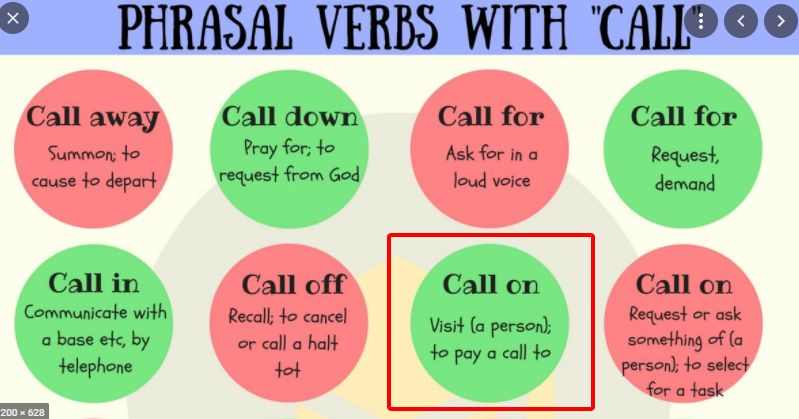 PHRASAL VERBS WITH "CALL"
Call away
Summon; to
cause to depart
Call down
Pray for; to
request from God
Call for
Ask for in a
loud voice
Call for
Request,
demand
Call in
Communicate with
a base etc, by
telephone
Call off
Recall; to cancel
or call a halt
tot
Call on
Visit (a person);
to pay a call to
Call on
Request or ask
something of (a
person); to select
for a task
200 × 628